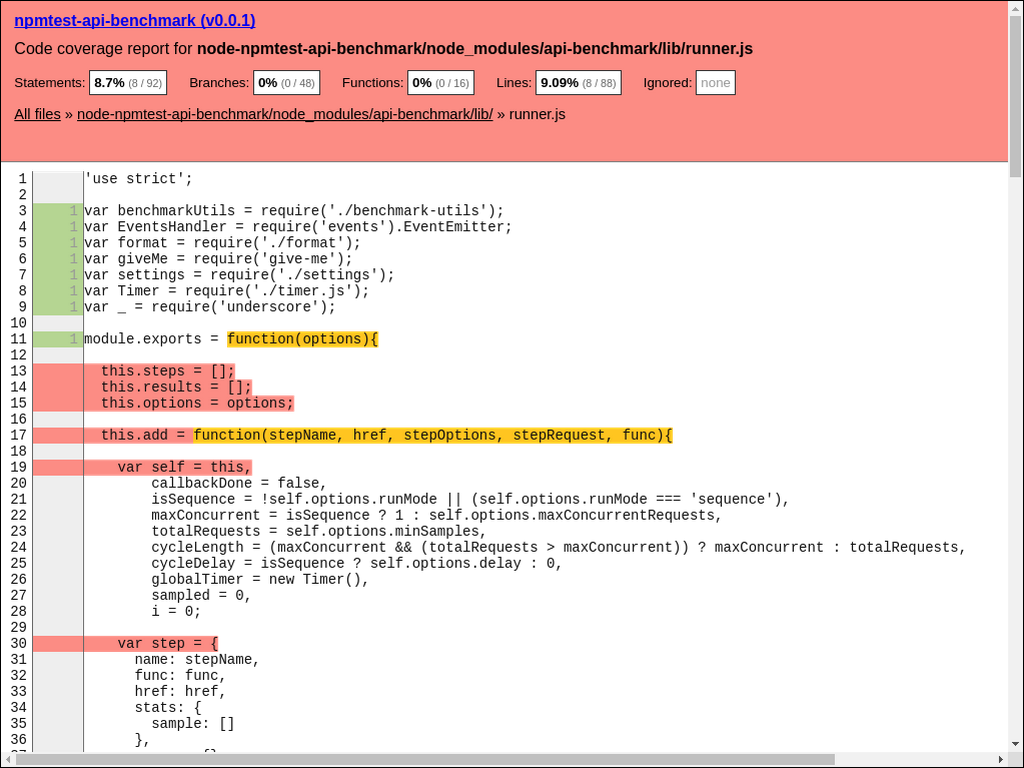 npmtest-api-benchmark (v0.0.1)
Code coverage report for node-npmtest-api-benchmark/node_modules/api-benchmark/lib/runner.js
Statements: 8.7% (8 / 92) Branches: 0% (0 / 48) Functions: 0% (0 / 16) Lines: 9.09% (8 / 88) Ignored: none
All files » node-npmtest-api-benchmark/node_modules/api-benchmark/lib/ » runner.js
1 'use strict';
2
3 1 var benchmarkUtils = require('./benchmark-utils');
4 1 var EventsHandler = require('events').EventEmitter;
5 1 var format = require('./format');
6 1 var giveMe = require('give-me');
7 1 var settings = require('./settings');
8 1 var Timer = require('./timer.js');
9 1 var _ = require('underscore');
10
11 1 module.exports = function(options){
12
13 this.steps = [];
14 this.results = [];
15 this.options = options;
16
17 this.add = function(stepName, href, stepOptions, stepRequest, func){
18
19 var self = this,
20 callbackDone = false,
21 isSequence = !self.options.runMode || (self.options.runMode === 'sequence'),
22 maxConcurrent = isSequence ? 1 : self.options.maxConcurrentRequests,
23 totalRequests = self.options.minSamples,
24 cycleLength = (maxConcurrent && (totalRequests > maxConcurrent)) ? maxConcurrent : totalRequests,
25 cycleDelay = isSequence ? self.options.delay : 0,
26 globalTimer = new Timer(),
27 sampled = 0,
28 i = 0;
29
30 var step = {
31 name: stepName,
32 func: func,
33 href: href,
34 stats: {
35 sample: []
36 },